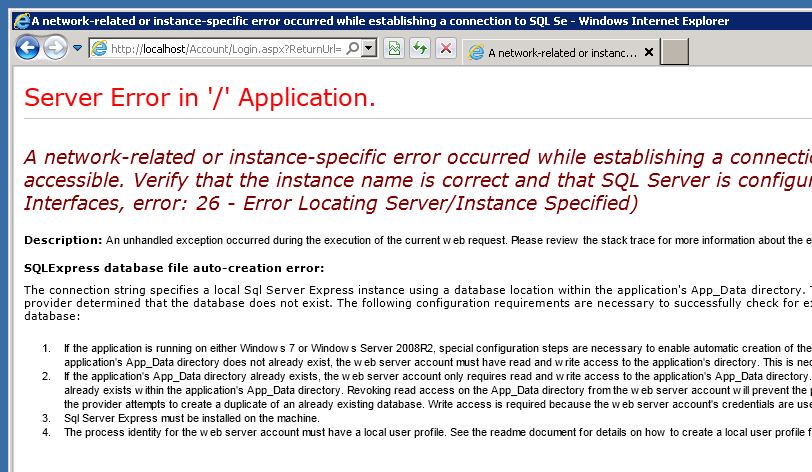 A network-related or instance-specific error occurred while establishing a connection to SQL Se - Windows Internet Explorer
http://localhost/Account/Login.aspx?ReturnUrl=
A network-related or instanc...
Server Error in '/' Application.
A network-related or instance-specific error occurred while establishing a connecti
accessible. Verify that the instance name is correct and that SQL Server is configu
Interfaces, error: 26 - Error Locating Server/Instance Specified)
Description: An unhandled exception occurred during the execution of the current web request. Please review the stack trace for more information about the e
SQLExpress database file auto-creation error:
The connection string specifies a local Sql Server Express instance using a database location within the application's App_Data directory.
provider determined that the database does not exist. The following configuration requirements are necessary to successfully check for e
database:
1. If the application is running on either Windows 7 or Windows Server 2008R2, special configuration steps are necessary to enable automatic creation of the
application's App_Data directory does not already exist, the web server account must have read and write access to the application's directory. This is nec
2. If the application's App_Data directory already exists, the web server account only requires read and write access to the application's App_Data directory.
already exists within the application's App_Data directory. Revoking read access on the App_Data directory from the web server account will prevent the p
the provider attempts to create a duplicate of an already existing database. Write access is required because the web server account's credentials are use
3. Sql Server Express must be installed on the machine.
4. The process identity for the web server account must have a local user profile. See the readme document for details on how to create a local user profile f